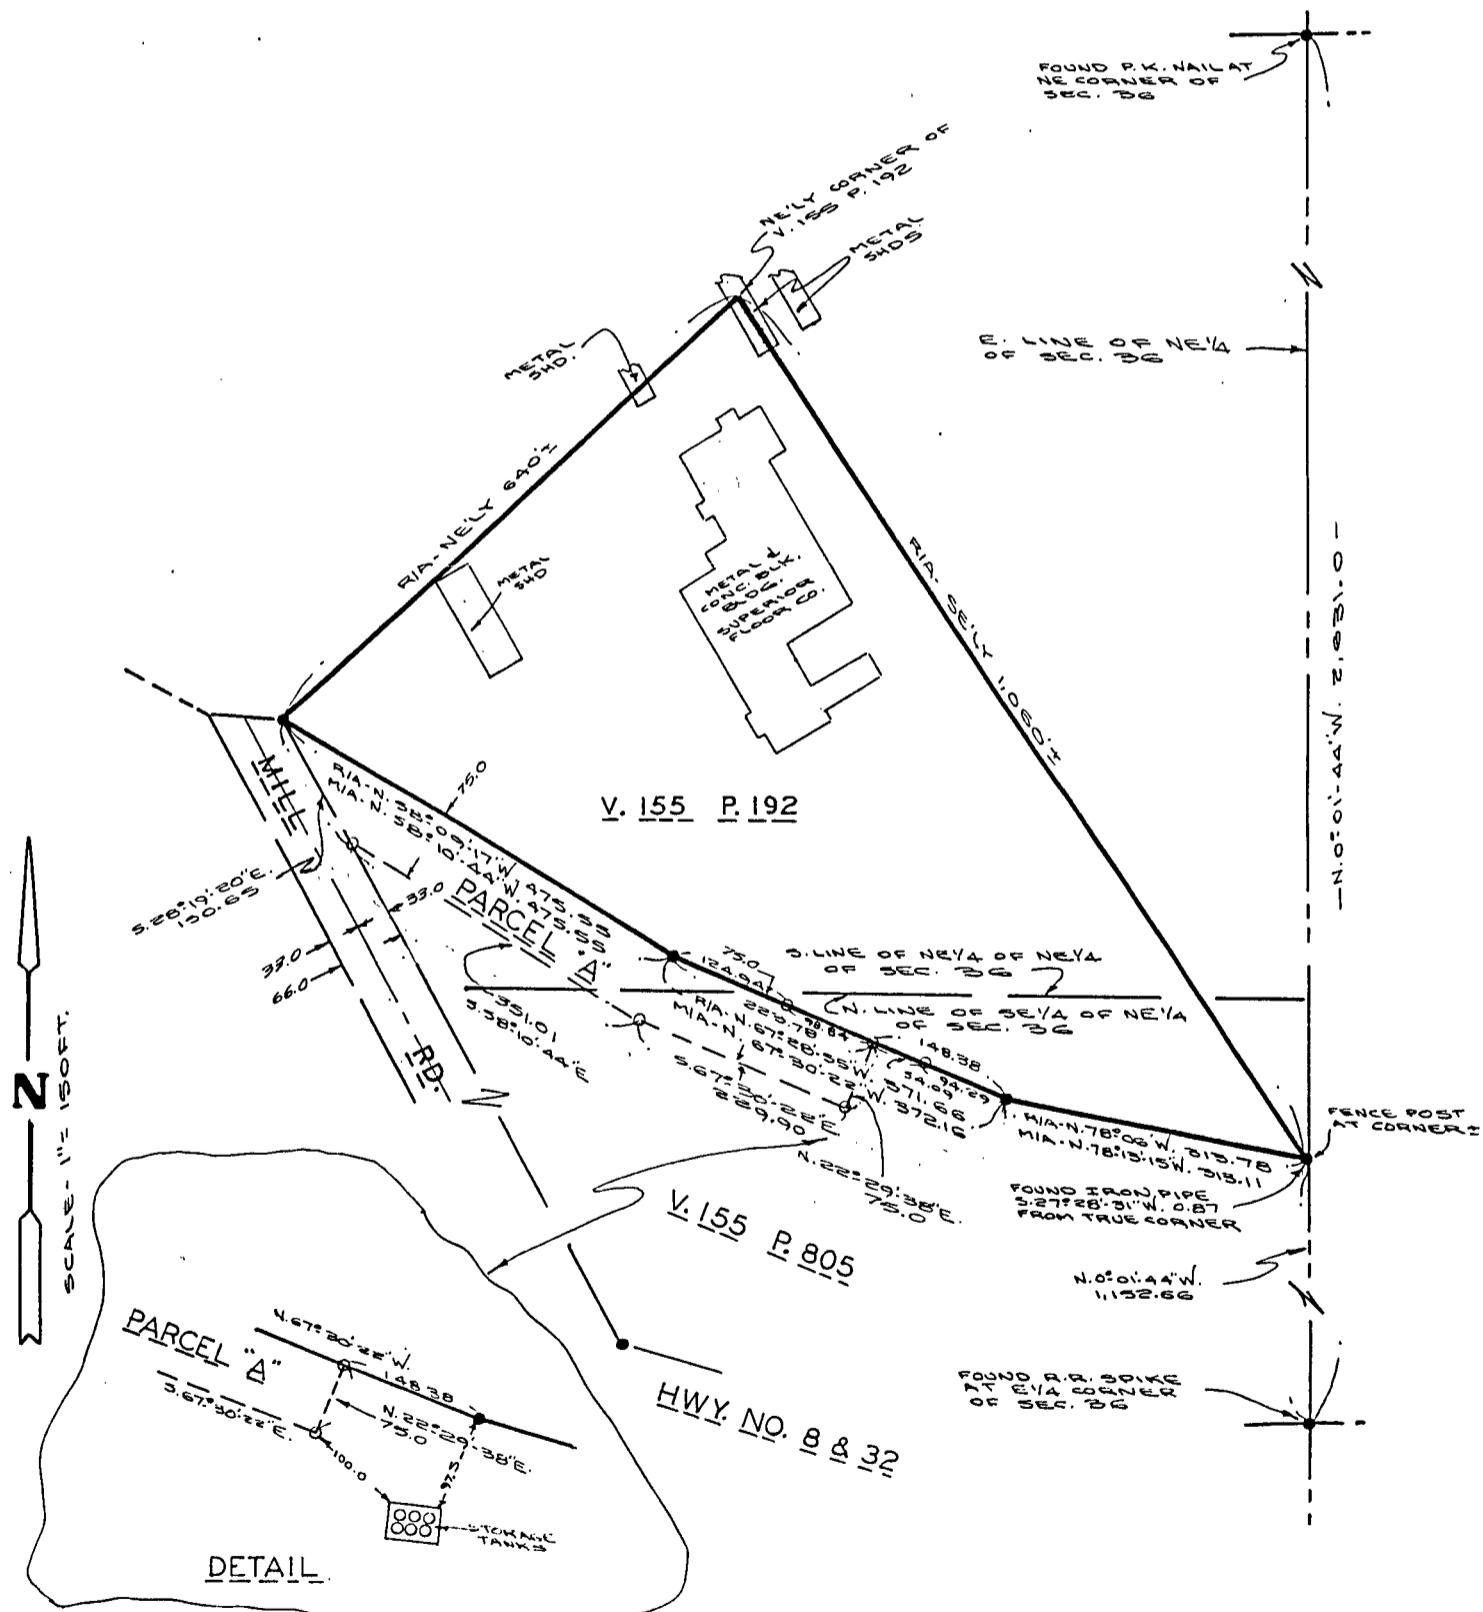 FOUND P.K. NAIL AT
NE CORNER OF
SEC. 36
NE'LY CORNER OF
V. 155 P. 192
METAL
SHDS
E. LINE OF NE1/4
OF SEC. 36
METAL
SHD.
R/A - NE'LY 640'±
METAL
SHD
METAL &
CONC. BLK.
BLDG.
SUPERIOR
FLOOR CO.
R/A - SE'LY 1,060'±
—N.0°-01'-44"W. 2,831.0—
MILL
RD.
R/A - N. 58°-09'-17"W. 475.55
M/A - N. 58°-10'-44"W. 475.55
75.0
V. 155 P. 192
S.28°-19'-20"E.
130.65
33.0
33.0
66.0
PARCEL "A"
351.01
S.58°-10'-44"E.
S. LINE OF NE1/4 OF NE1/4
OF SEC. 36
N. LINE OF SE1/4 OF NE1/4
OF SEC. 36
75.0
124.94
223.78
98.84
148.38
54.09
94.29
R/A - N. 67°-28'-35"W. 371.66
M/A - N. 67°-30'-22"W. 372.16
S.67°-30'-22"E.
229.90
N.22°-29'-38"E.
75.0
R/A - N.78°-06'W. 313.78
M/A - N.78°-13'-15"W. 313.11
FENCE POST
AT CORNER±
FOUND IRON PIPE
S.27°-28'-31"W. 0.87
FROM TRUE CORNER
N.0°-01'-44"W.
1,152.66
V. 155 P. 805
FOUND R.R. SPIKE
AT E1/4 CORNER
OF SEC. 36
HWY. NO. 8 & 32
N
SCALE - 1" = 150FT.
PARCEL "A"
N.67°-30'-22"W.
148.38
S.67°-30'-22"E.
N.22°-29'-38"E.
75.0
100.0
97.5
STORAGE
TANKS
DETAIL